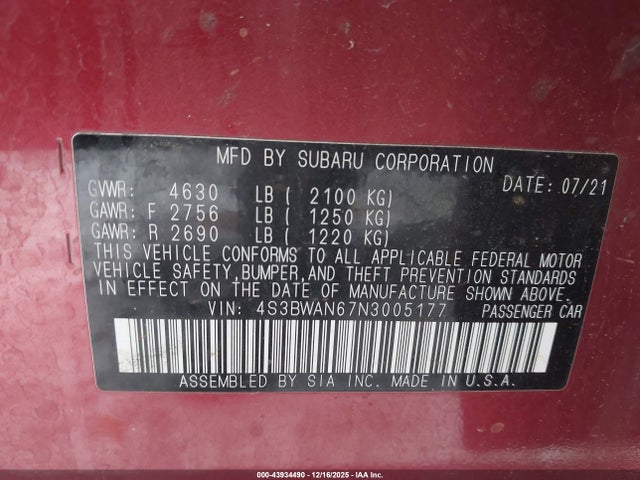 MFD BY SUBARU CORPORATION
DATE: 07/21
GVWR: 4630 LB ( 2100 KG)
GAWR: F 2756 LB ( 1250 KG)
GAWR: R 2690 LB ( 1220 KG)
THIS VEHICLE CONFORMS TO ALL APPLICABLE FEDERAL MOTOR
VEHICLE SAFETY, BUMPER, AND THEFT PREVENTION STANDARDS
IN EFFECT ON THE DATE OF MANUFACTURE SHOWN ABOVE.
VIN: 4S3BWAN67N3005177 PASSENGER CAR
ASSEMBLED BY SIA INC. MADE IN U.S.A.
000-43934490 - 12/16/2025 - IAA Inc.